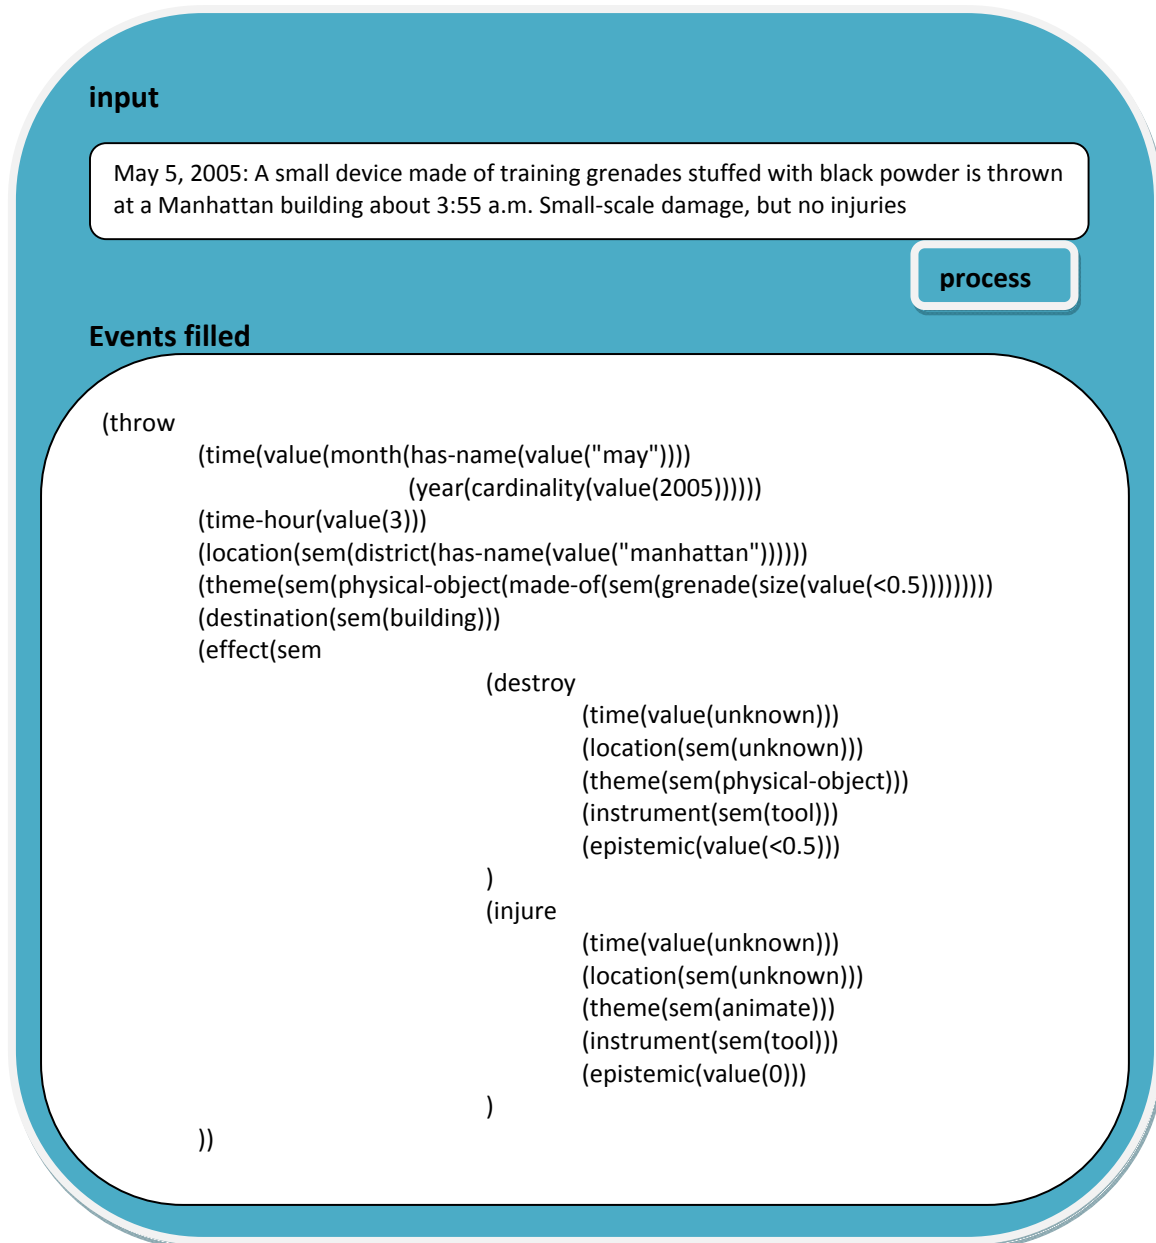 input
May 5, 2005: A small device made of training grenades stuffed with black powder is thrown
at a Manhattan building about 3:55 a.m. Small-scale damage, but no injuries
process
Events filled
(throw
(time(value(month(has-name(value("may"))))
(year(cardinality(value(2005))))))
(time-hour(value(3)))
(location(sem(district(has-name(value("manhattan"))))))
(theme(sem(physical-object(made-of(sem(grenade(size(value(<0.5)))))))))
(destination(sem(building)))
(effect(sem
(destroy
(time(value(unknown)))
(location(sem(unknown)))
(theme(sem(physical-object)))
(instrument(sem(tool)))
(epistemic(value(<0.5)))
)
(injure
(time(value(unknown)))
(location(sem(unknown)))
(theme(sem(animate)))
(instrument(sem(tool)))
(epistemic(value(0)))
)
))